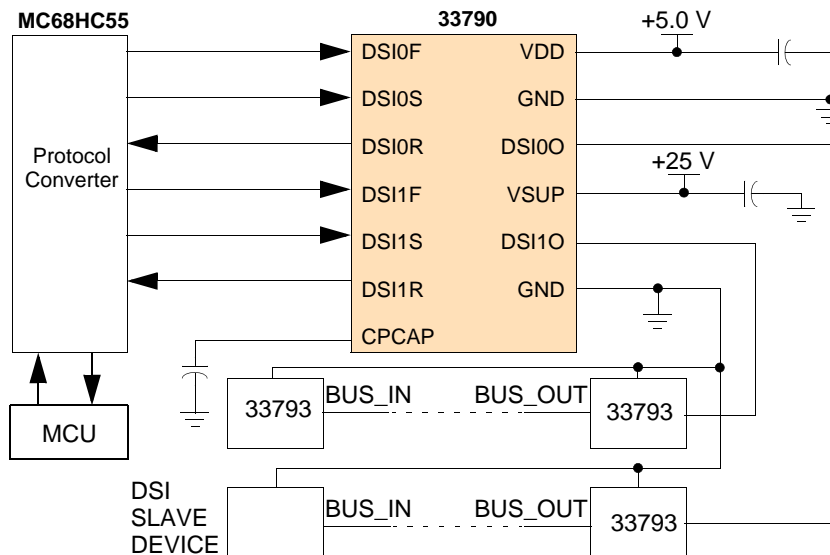 MC68HC55
33790
+5.0 V
DSI0F
VDD
DSI0S
GND
Protocol
Converter
DSI0R
DSI0O
+25 V
DSI1F
VSUP
DSI1S
DSI1O
DSI1R
GND
CPCAP
MCU
33793
BUS_IN
BUS_OUT
33793
DSI
SLAVE
DEVICE
BUS_IN
BUS_OUT
33793